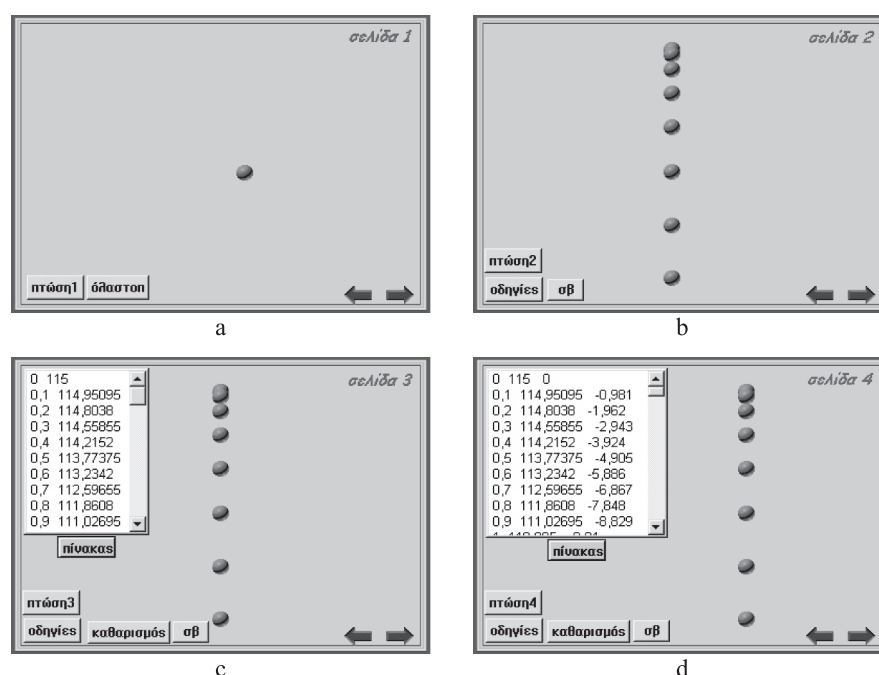 σελίδα 1
πτώση1 όλαστοπ
a
σελίδα 2
πτώση2
οδηγίες σβ
b
σελίδα 3
0 115
0,1 114,95095
0,2 114,8038
0,3 114,55855
0,4 114,2152
0,5 113,77375
0,6 113,2342
0,7 112,59655
0,8 111,8608
0,9 111,02695
πίνακας
πτώση3
οδηγίες καθαρισμός σβ
c
σελίδα 4
0 115 0
0,1 114,95095 -0,981
0,2 114,8038 -1,962
0,3 114,55855 -2,943
0,4 114,2152 -3,924
0,5 113,77375 -4,905
0,6 113,2342 -5,886
0,7 112,59655 -6,867
0,8 111,8608 -7,848
0,9 111,02695 -8,829
πίνακας
πτώση4
οδηγίες καθαρισμός σβ
d